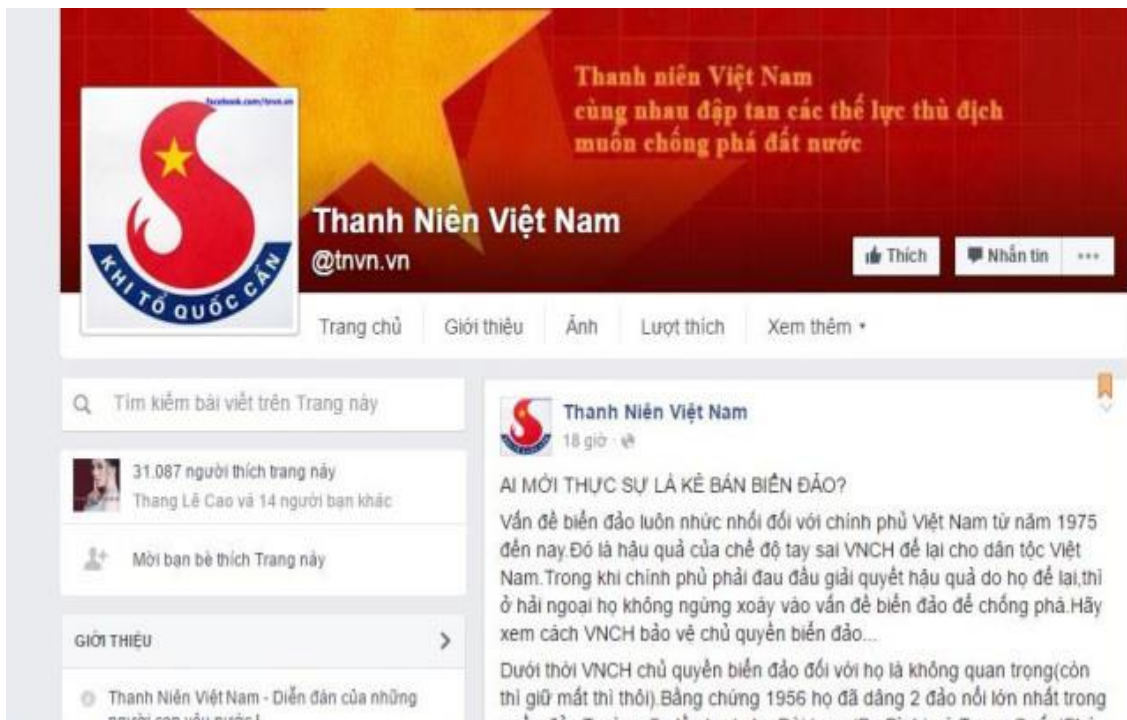 Thanh niên Việt Nam
cùng nhau đập tan các thế lực thù địch
muốn chống phá đất nước
facebook.com/tnvn.vn
KHI TỔ QUỐC CẦN
Thanh Niên Việt Nam
@tnvn.vn
Thích
Nhắn tin
Trang chủ
Giới thiệu
Ảnh
Lượt thích
Xem thêm
Tìm kiếm bài viết trên Trang này
31.087 người thích trang này
Thang Lê Cao và 14 người bạn khác
Mời bạn bè thích Trang này
GIỚI THIỆU
Thanh Niên Việt Nam - Diễn đàn của những
người con yêu nước !
Thanh Niên Việt Nam
18 giờ
AI MỚI THỰC SỰ LÀ KẺ BÁN BIỂN ĐẢO?
Vấn đề biển đảo luôn nhức nhối đối với chính phủ Việt Nam từ năm 1975
đến nay.Đó là hậu quả của chế độ tay sai VNCH để lại cho dân tộc Việt
Nam.Trong khi chính phủ phải đau đầu giải quyết hậu quả do họ để lại,thì
ở hải ngoại họ không ngừng xoáy vào vấn đề biển đảo để chống phá.Hãy
xem cách VNCH bảo vệ chủ quyền biển đảo...
Dưới thời VNCH chủ quyền biển đảo đối với họ là không quan trọng(còn
thì giữ mất thì thôi).Bằng chứng 1956 họ đã dâng 2 đảo nổi lớn nhất trong